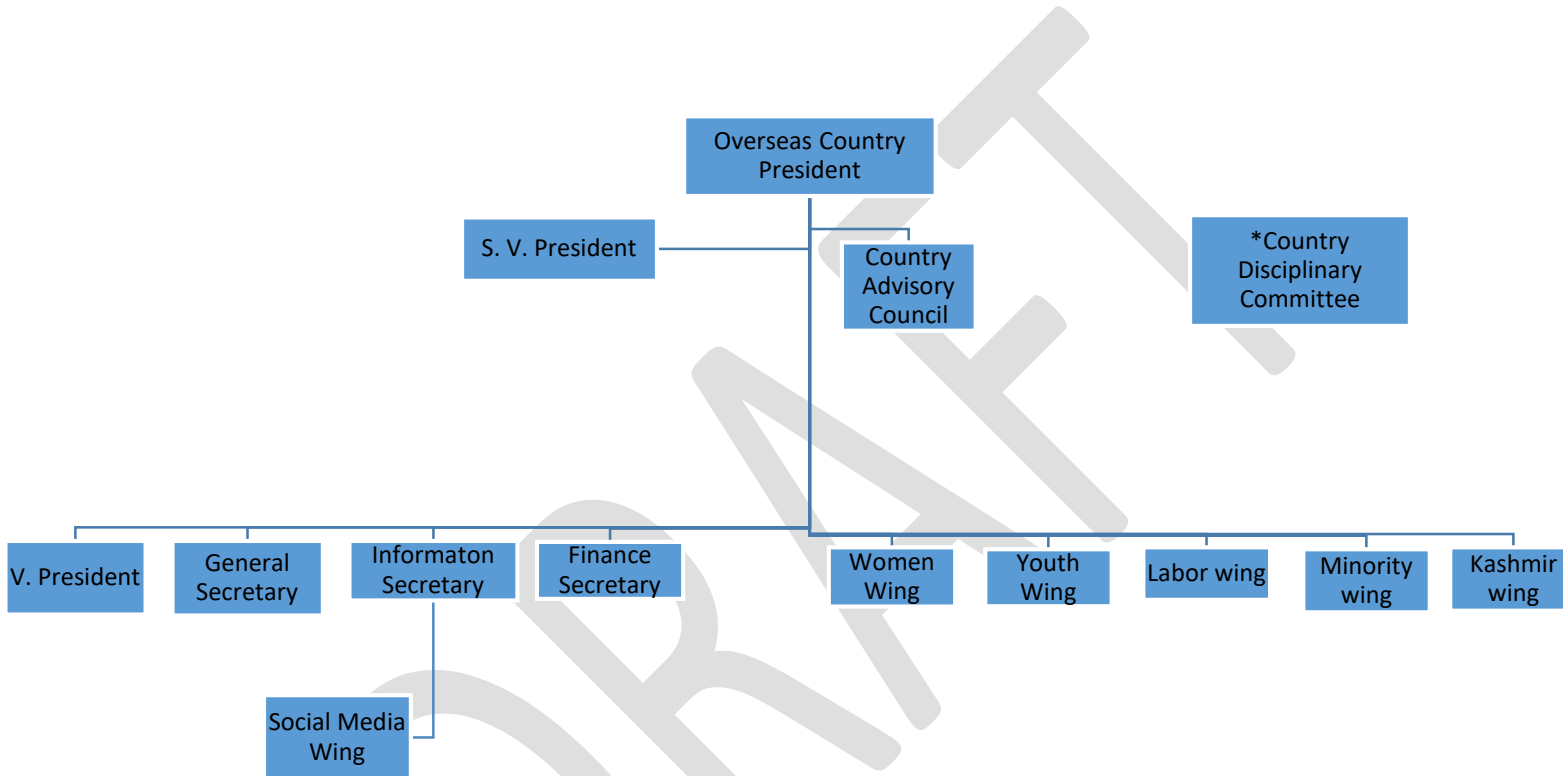 Overseas Country
President
S. V. President
Country
Advisory
Council
*Country
Disciplinary
Committee
V. President
General
Secretary
Informaton
Secretary
Finance
Secretary
Women
Wing
Youth
Wing
Labor wing
Minority
wing
Kashmir
wing
Social Media
Wing
DRAFT